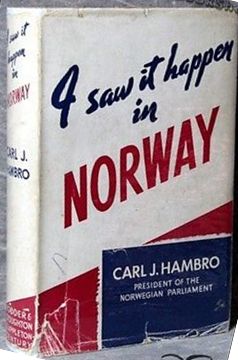 I saw it
happen
in
NORWAY
CARL J.
HAMBRO
I saw it happen
in
NORWAY
CARL J. HAMBRO
PRESIDENT OF THE
NORWEGIAN PARLIAMENT